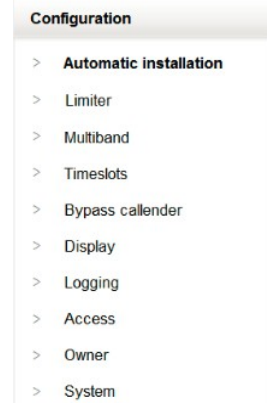 Configuration
> Automatic installation
> Limiter
> Multiband
> Timeslots
> Bypass callender
> Display
> Logging
> Access
> Owner
> System